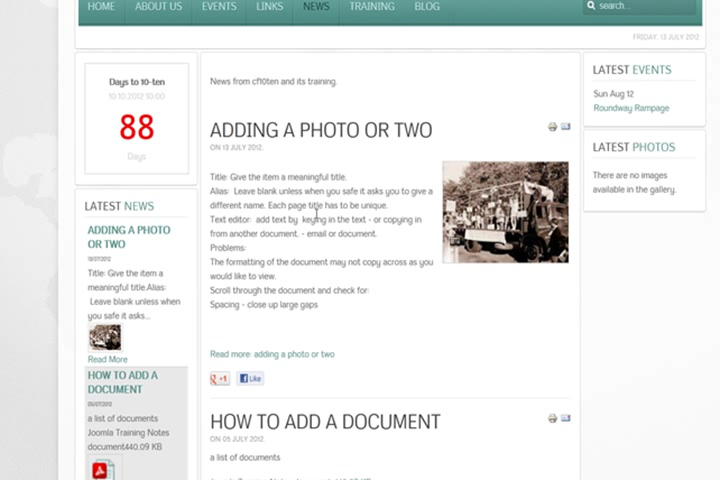 HOME ABOUT US EVENTS LINKS NEWS TRAINING BLOG
search...
FRIDAY, 13 JULY 2012
Days to 10-ten
10.10.2012 10:00
88
Days
LATEST NEWS
ADDING A PHOTO
OR TWO
13/07/2012
Title: Give the item a
meaningful title.Alias:
Leave blank unless when
you safe it asks...
Read More
HOW TO ADD A
DOCUMENT
05/07/2012
a list of documents
Joomla Training Notes
document440.09 KB
News from cf10ten and its training.
ADDING A PHOTO OR TWO
ON 13 JULY 2012.
Title: Give the item a meaningful title.
Alias: Leave blank unless when you safe it asks you to give a
different name. Each page title has to be unique.
Text editor: add text by keying in the text - or copying in
from another document. - email or document.
Problems:
The formatting of the document may not copy across as you
would like to view.
Scroll through the document and check for:
Spacing - close up large gaps
Read more: adding a photo or two
+1 Like
HOW TO ADD A DOCUMENT
ON 05 JULY 2012.
a list of documents
LATEST EVENTS
Sun Aug 12
Roundway Rampage
LATEST PHOTOS
There are no images
available in the gallery.